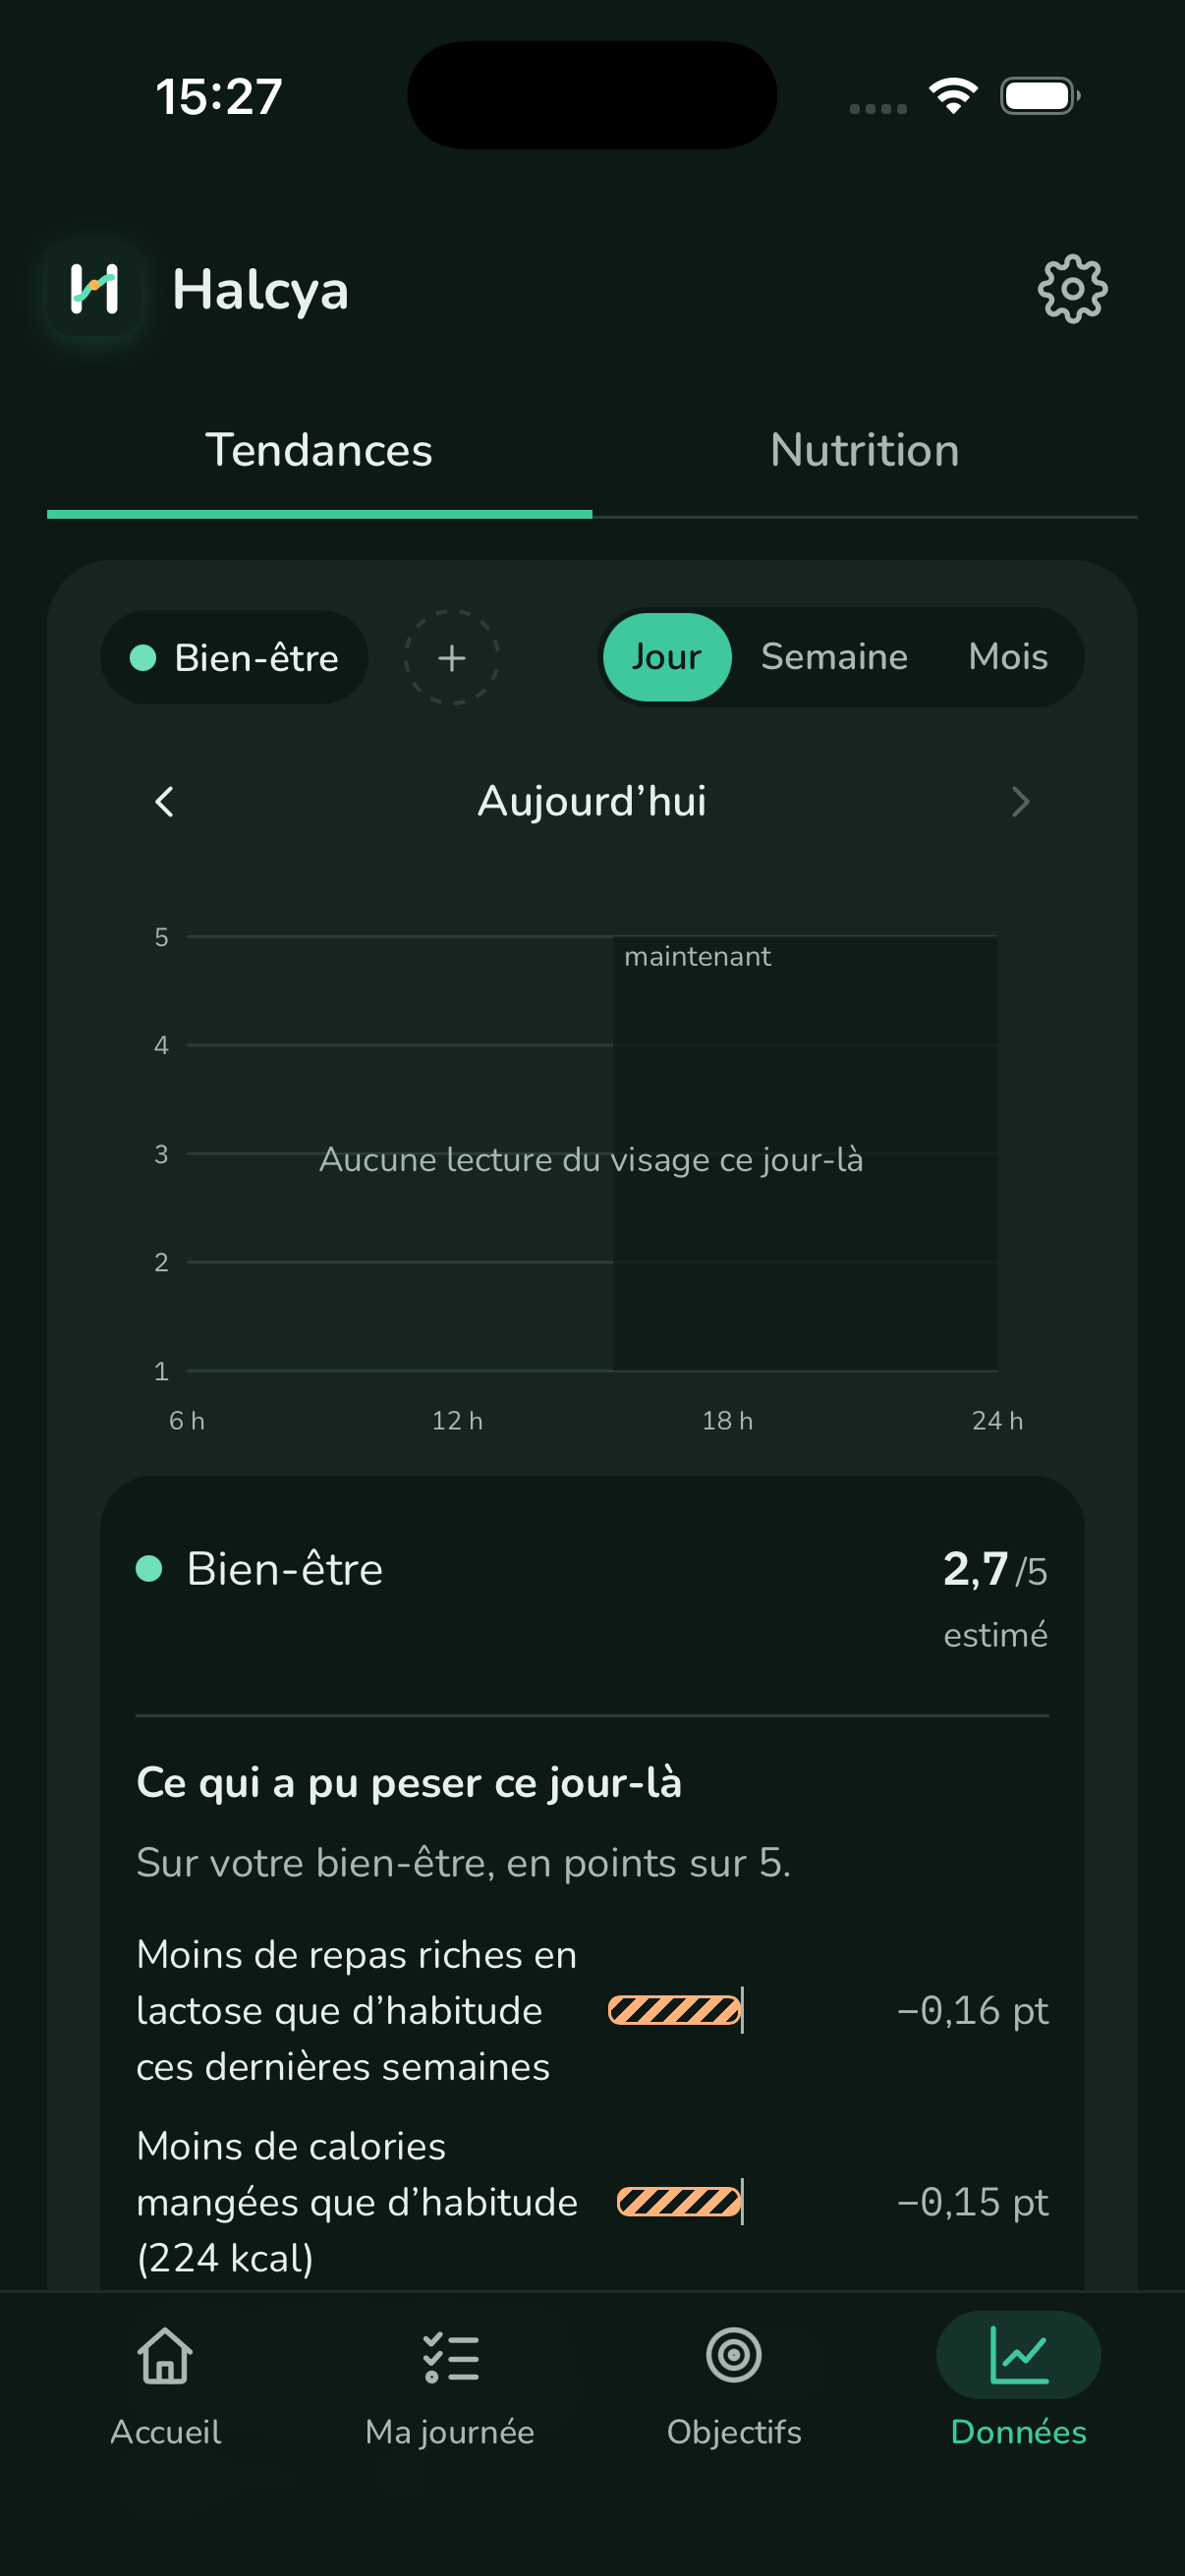 15:27
Halcya
Tendances
Nutrition
Bien-être
+
Jour
Semaine
Mois
Aujourd’hui
5
maintenant
4
3
Aucune lecture du visage ce jour-là
2
1
6 h
12 h
18 h
24 h
Bien-être
2,7 /5
estimé
Ce qui a pu peser ce jour-là
Sur votre bien-être, en points sur 5.
Moins de repas riches en
lactose que d’habitude
ces dernières semaines
−0,16 pt
Moins de calories
mangées que d’habitude
(224 kcal)
−0,15 pt
Accueil
Ma journée
Objectifs
Données